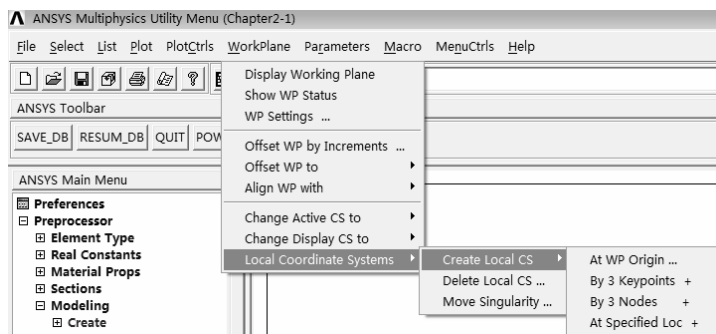 ANSYS Multiphysics Utility Menu (Chapter2-1)
File Select List Plot PlotCtrls WorkPlane Parameters Macro MenuCtrls Help
Display Working Plane
Show WP Status
WP Settings ...
Offset WP by Increments ...
Offset WP to
Align WP with
Change Active CS to
Change Display CS to
Local Coordinate Systems
Create Local CS
Delete Local CS ...
Move Singularity ...
At WP Origin ...
By 3 Keypoints +
By 3 Nodes +
At Specified Loc +
ANSYS Toolbar
SAVE_DB RESUM_DB QUIT POW
ANSYS Main Menu
Preferences
Preprocessor
Element Type
Real Constants
Material Props
Sections
Modeling
Create